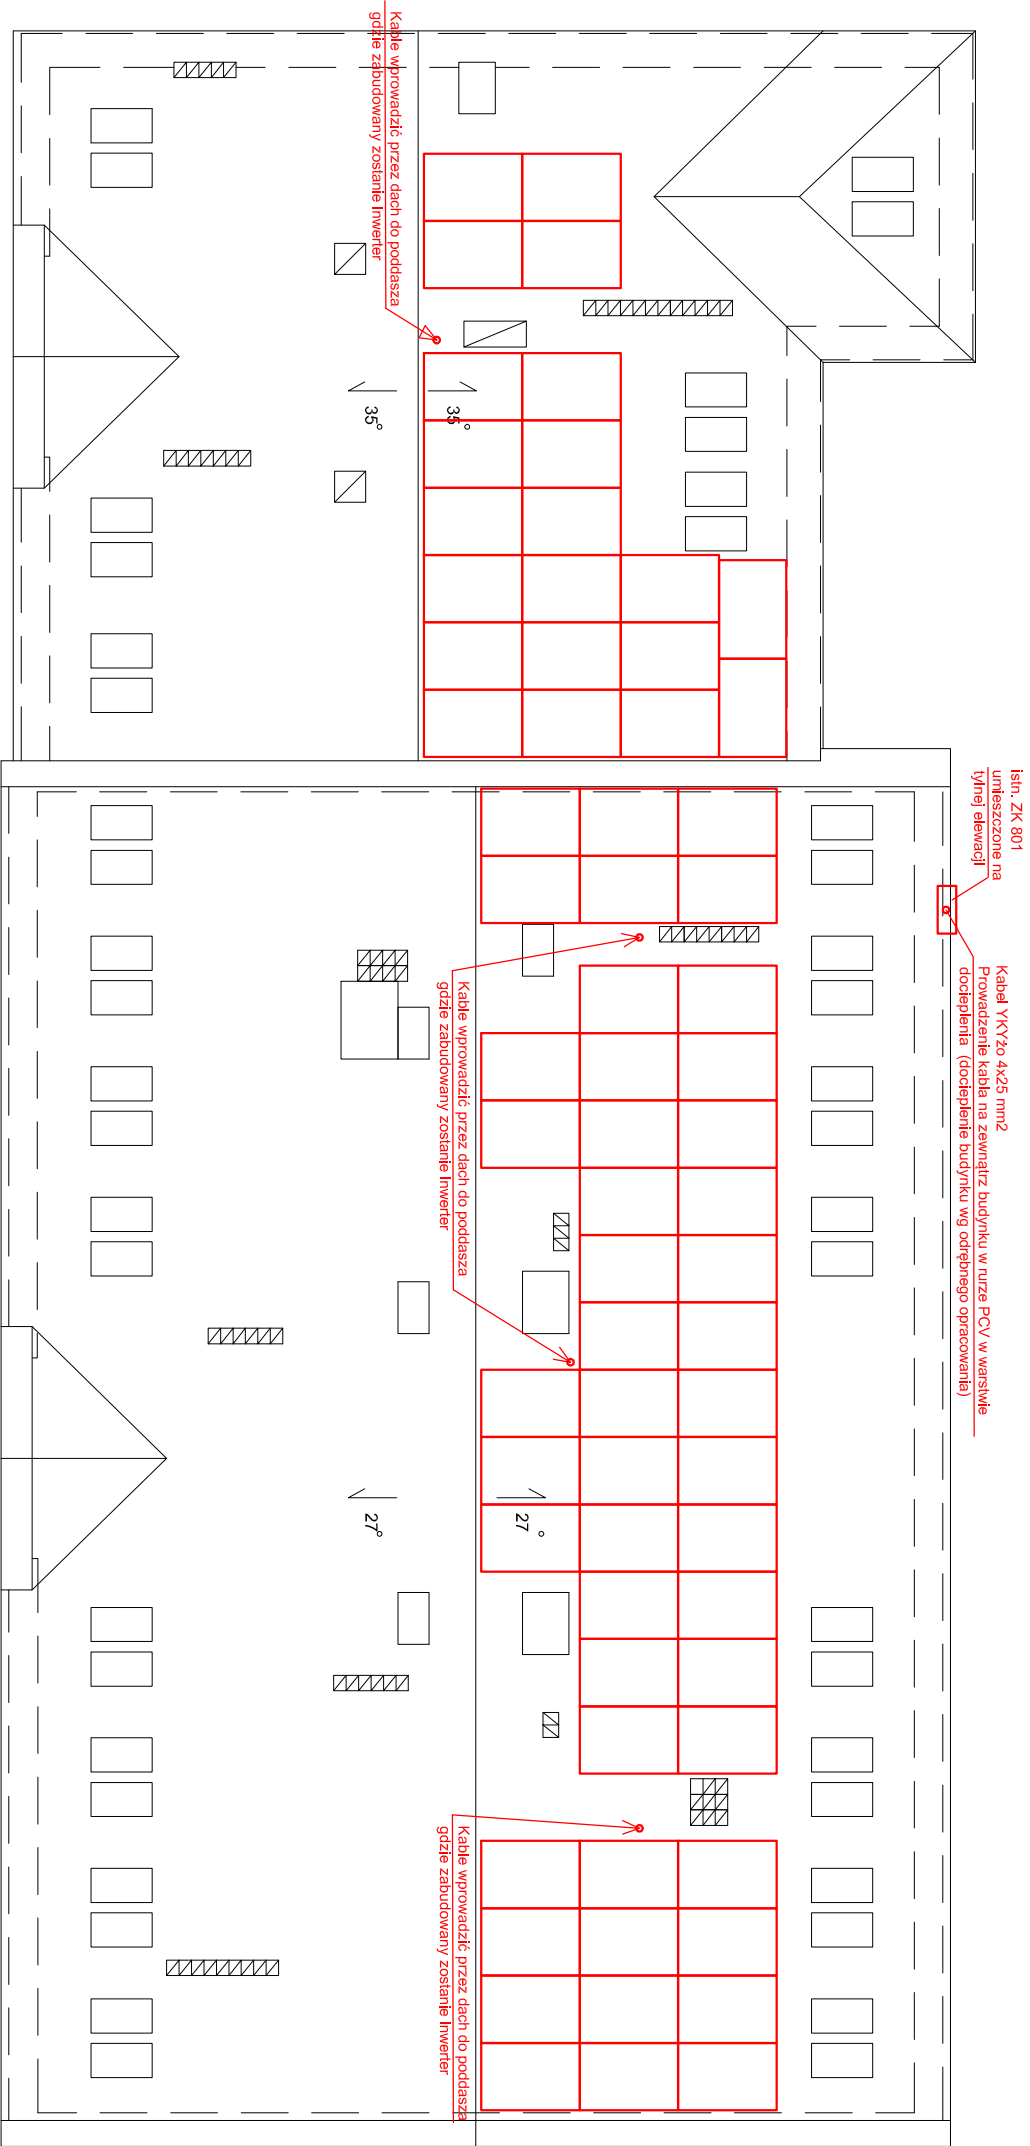 Kable wprowadzić przez dach do poddasza
gdzie zabudowany zostanie Inwerter
35°
35°
istn. ZK 801
umieszczone na
tylnej elewacji
Kabel YKYżo 4x25 mm2
Prowadzenie kabla na zewnątrz budynku w rurze PCV w warstwie
docieplenia (docieplenie budynku wg odrębnego opracowania)
Kable wprowadzić przez dach do poddasza
gdzie zabudowany zostanie Inwerter
27°
27 °
Kable wprowadzić przez dach do poddasza
gdzie zabudowany zostanie Inwerter